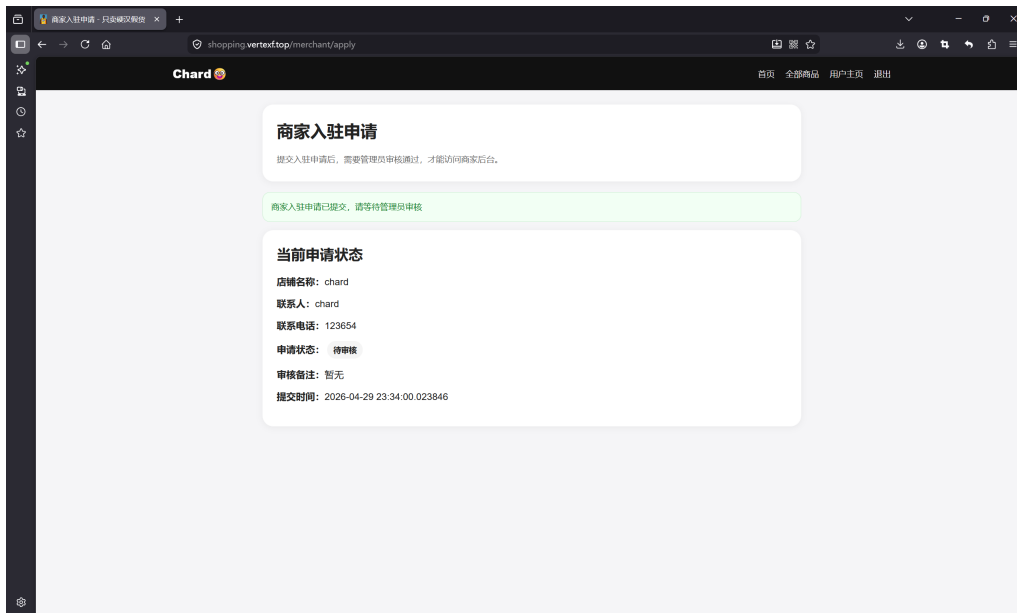 商家入驻申请 - 只卖硬汉假货
shopping.vertexf.top/merchant/apply
Chard
首页 全部商品 用户主页 退出
商家入驻申请
提交入驻申请后，需要管理员审核通过，才能访问商家后台。
商家入驻申请已提交，请等待管理员审核
当前申请状态
店铺名称：chard
联系人：chard
联系电话：123654
申请状态： 待审核
审核备注：暂无
提交时间：2026-04-29 23:34:00.023846